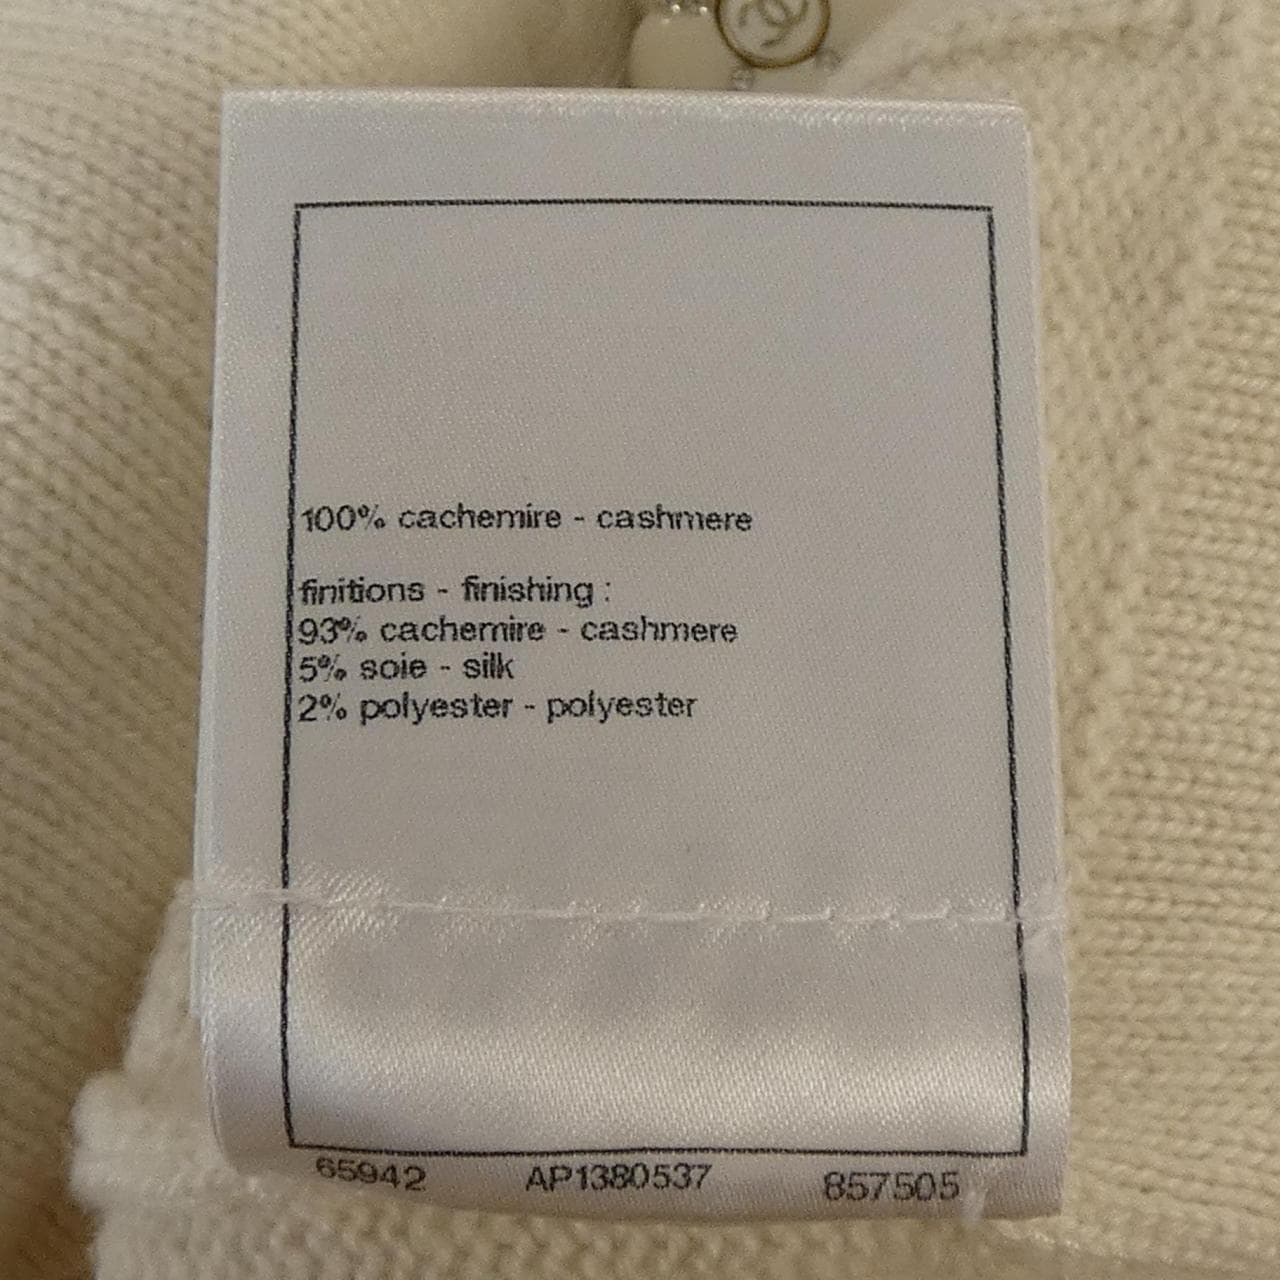 100% cachemire - cashmere
finitions - finishing :
93% cachemire - cashmere
5% soie - silk
2% polyester - polyester
65942 AP1380537 857505